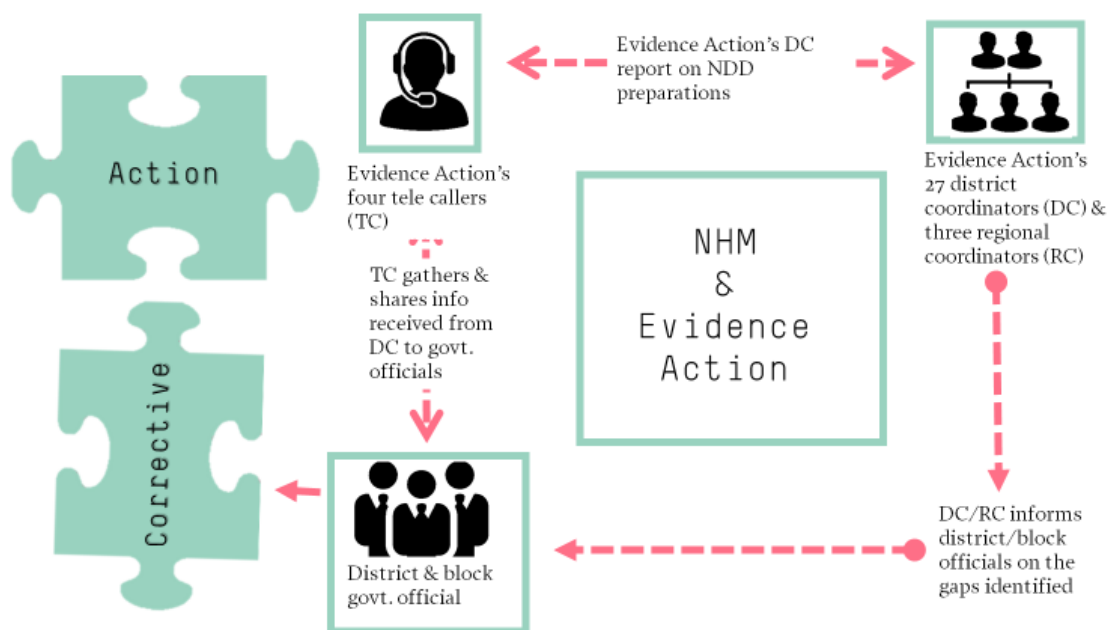 Action
Corrective
Evidence Action's
four tele callers
(TC)
Evidence Action's DC
report on NDD
preparations
Evidence Action's
27 district
coordinators (DC) &
three regional
coordinators (RC)
TC gathers &
shares info
received from
DC to govt.
officials
NHM
&
Evidence
Action
District & block
govt. official
DC/RC informs
district/block
officials on the
gaps identified